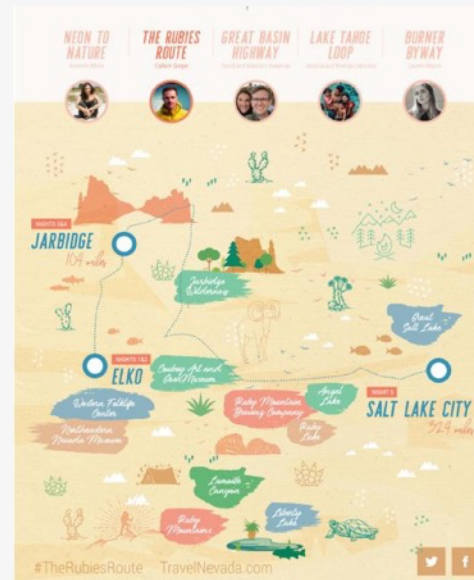 NEON TO
NATURE
THE RUBIES
ROUTE
GREAT BASIN
HIGHWAY
LAKE TAHOE
LOOP
BURNER
BYWAY
NIGHTS 3&4
JARBIDGE
104 miles
Jarbidge
Wilderness
Great
Salt Lake
NIGHTS 1&2
ELKO
Cowboy Art and
Gear Museum
Western Folklife
Center
Northeastern
Nevada Museum
Ruby Mountain
Brewing Company
Angel
Lake
Ruby
Lake
NIGHT 5
SALT LAKE CITY
324 miles
Lamoille
Canyon
Ruby
Mountains
Liberty
Lake
#TheRubiesRoute
TravelNevada.com